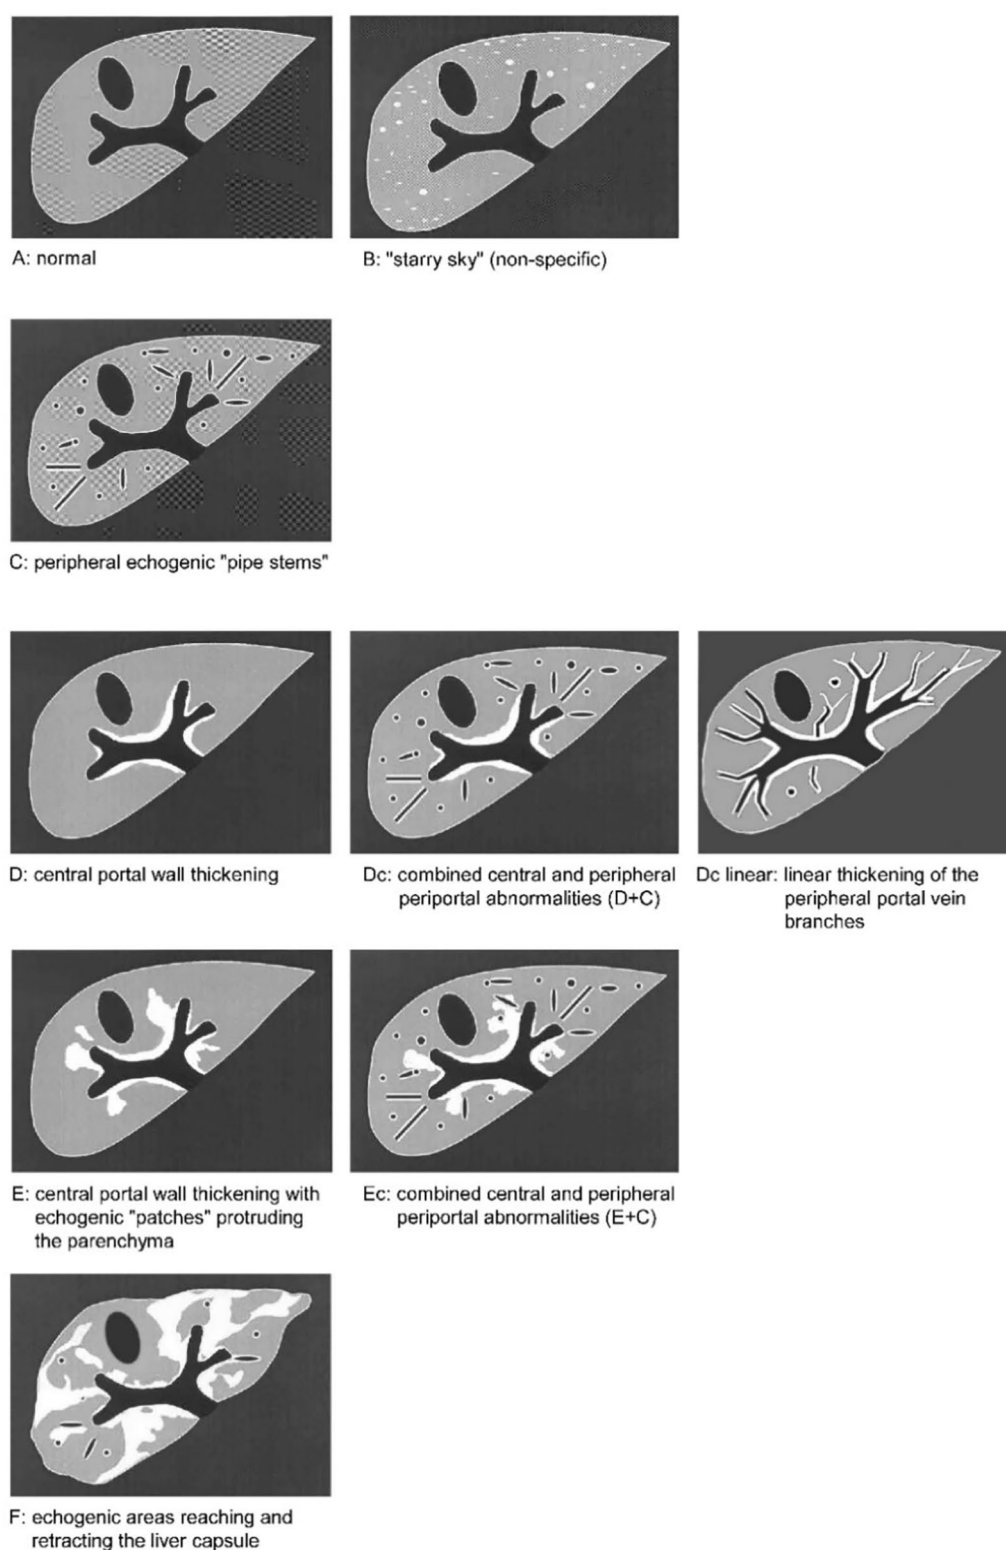 A: normal
B: "starry sky" (non-specific)
C: peripheral echogenic "pipe stems"
D: central portal wall thickening
Dc: combined central and peripheral
periportal abnormalities (D+C)
Dc linear: linear thickening of the
peripheral portal vein
branches
E: central portal wall thickening with
echogenic "patches" protruding
the parenchyma
Ec: combined central and peripheral
periportal abnormalities (E+C)
F: echogenic areas reaching and
retracting the liver capsule